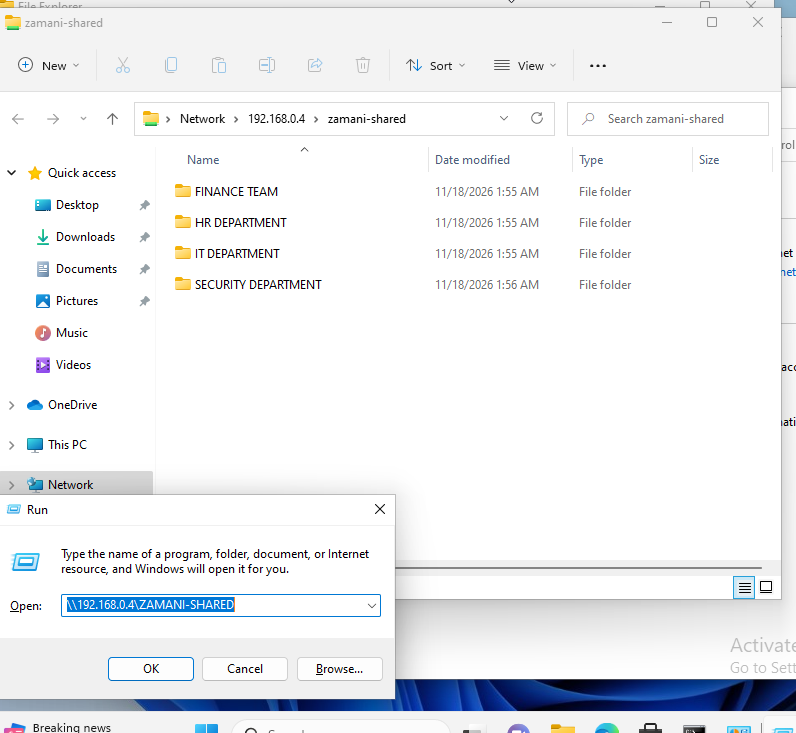 File Explorer
zamani-shared
New
Sort
View
Network
192.168.0.4
zamani-shared
Search zamani-shared
Name
Date modified
Type
Size
Quick access
Desktop
Downloads
Documents
Pictures
Music
Videos
OneDrive
This PC
Network
FINANCE TEAM 11/18/2026 1:55 AM File folder
HR DEPARTMENT 11/18/2026 1:55 AM File folder
IT DEPARTMENT 11/18/2026 1:55 AM File folder
SECURITY DEPARTMENT 11/18/2026 1:56 AM File folder
Run
Type the name of a program, folder, document, or Internet
resource, and Windows will open it for you.
Open:
\\192.168.0.4\ZAMANI-SHARED
OK
Cancel
Browse...
Activate
Go to Sett
Breaking news